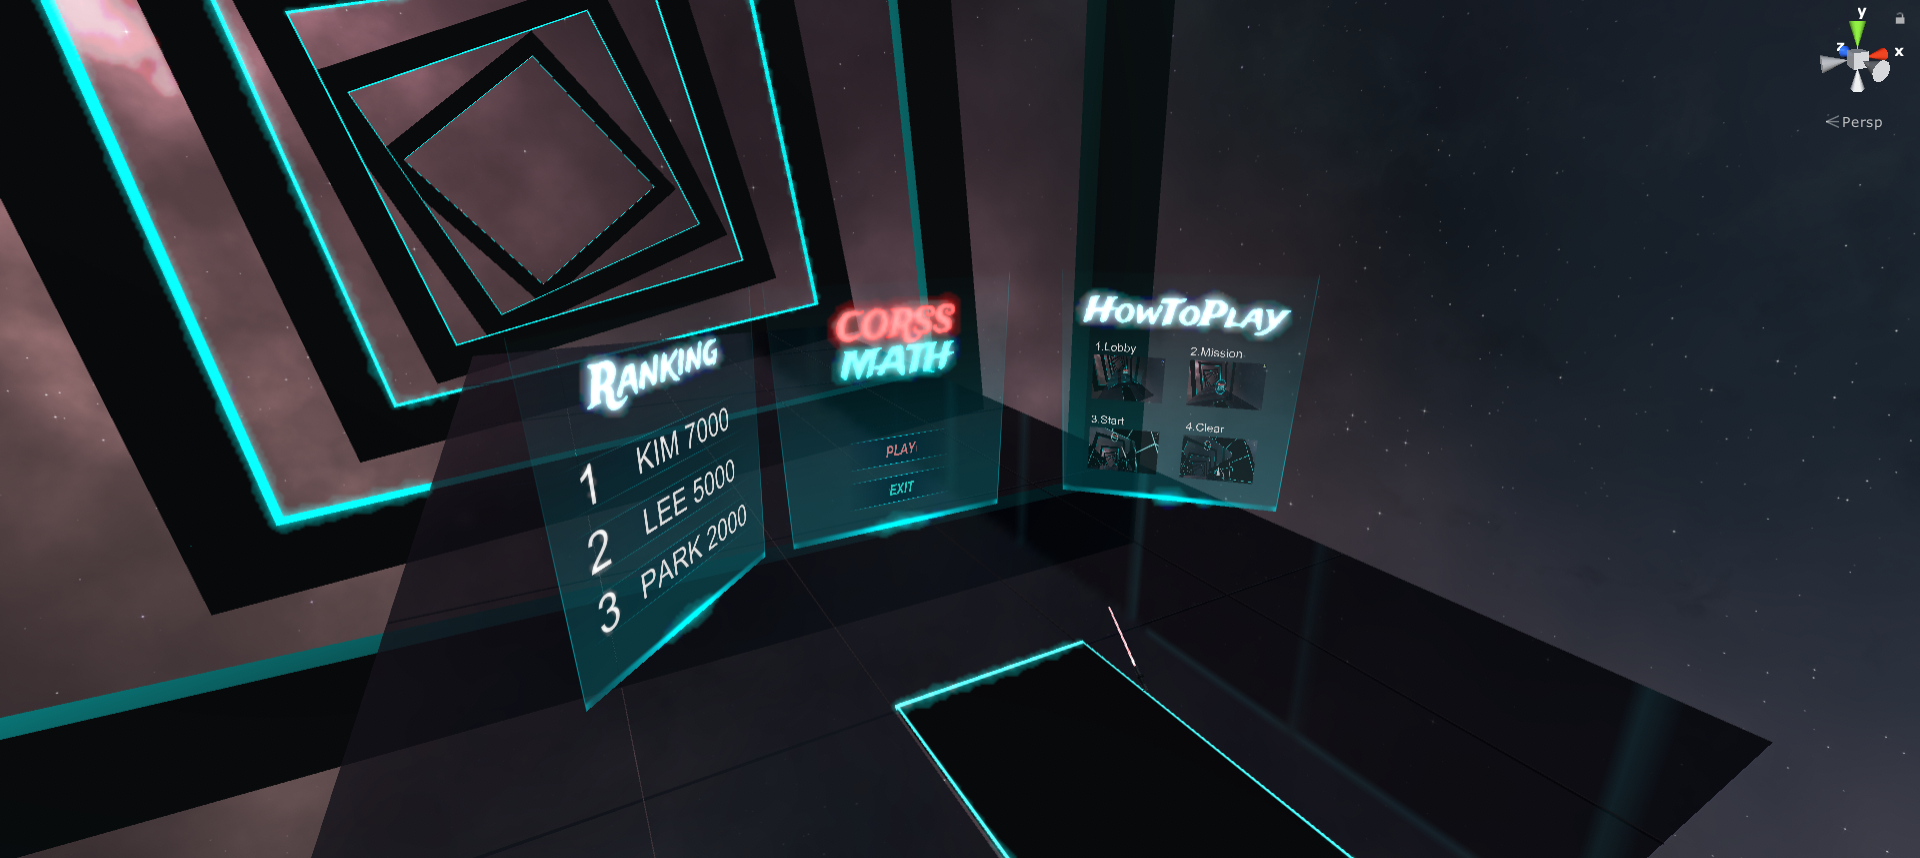 y
z
x
Persp
RANKING
1 KIM 7000
2 LEE 5000
3 PARK 2000
CORSS
MATH
PLAY
EXIT
HOWTOPLAY
1.Lobby
2.Mission
3.Start
4.Clear